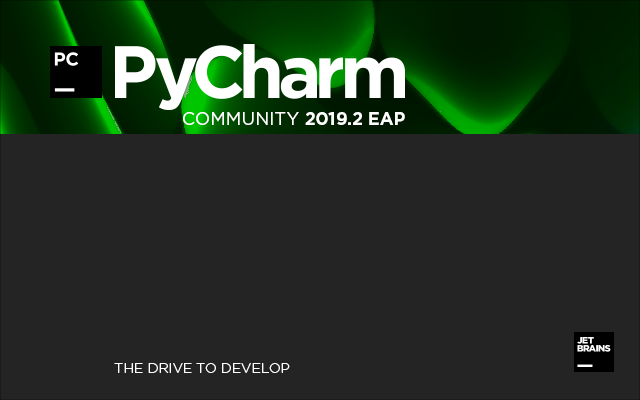 PC
PyCharm
COMMUNITY 2019.2 EAP
THE DRIVE TO DEVELOP
JET
BRAINS